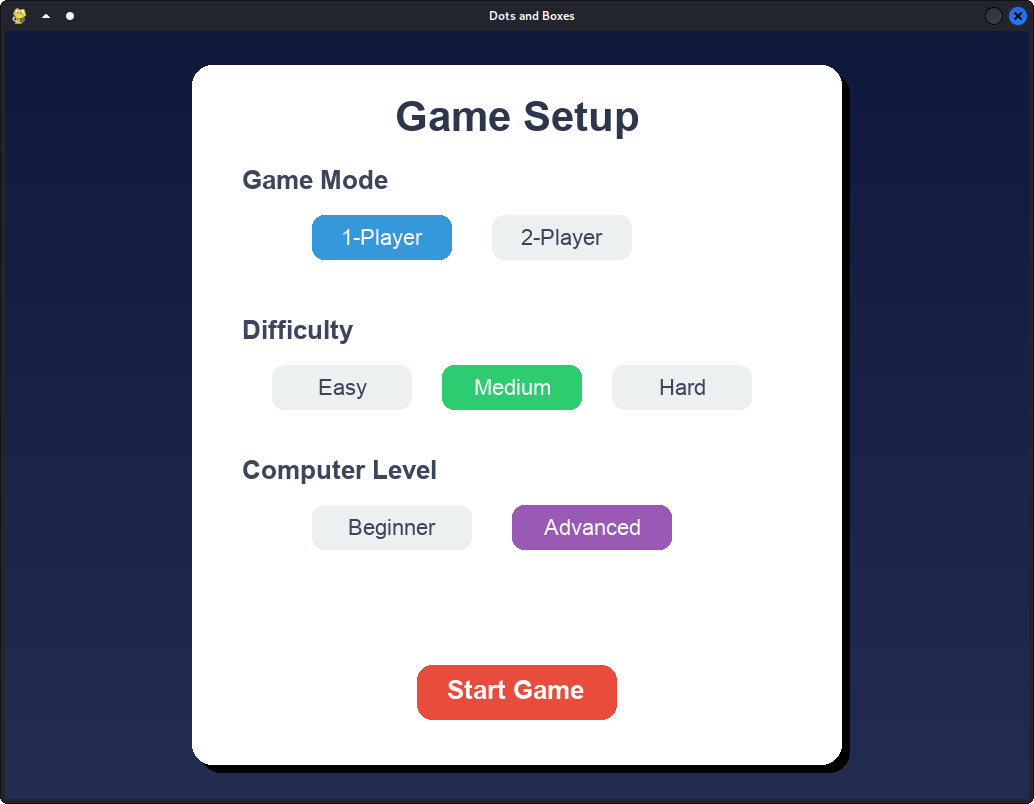 Dots and Boxes
Game Setup
Game Mode
1-Player 2-Player
Difficulty
Easy Medium Hard
Computer Level
Beginner Advanced
Start Game